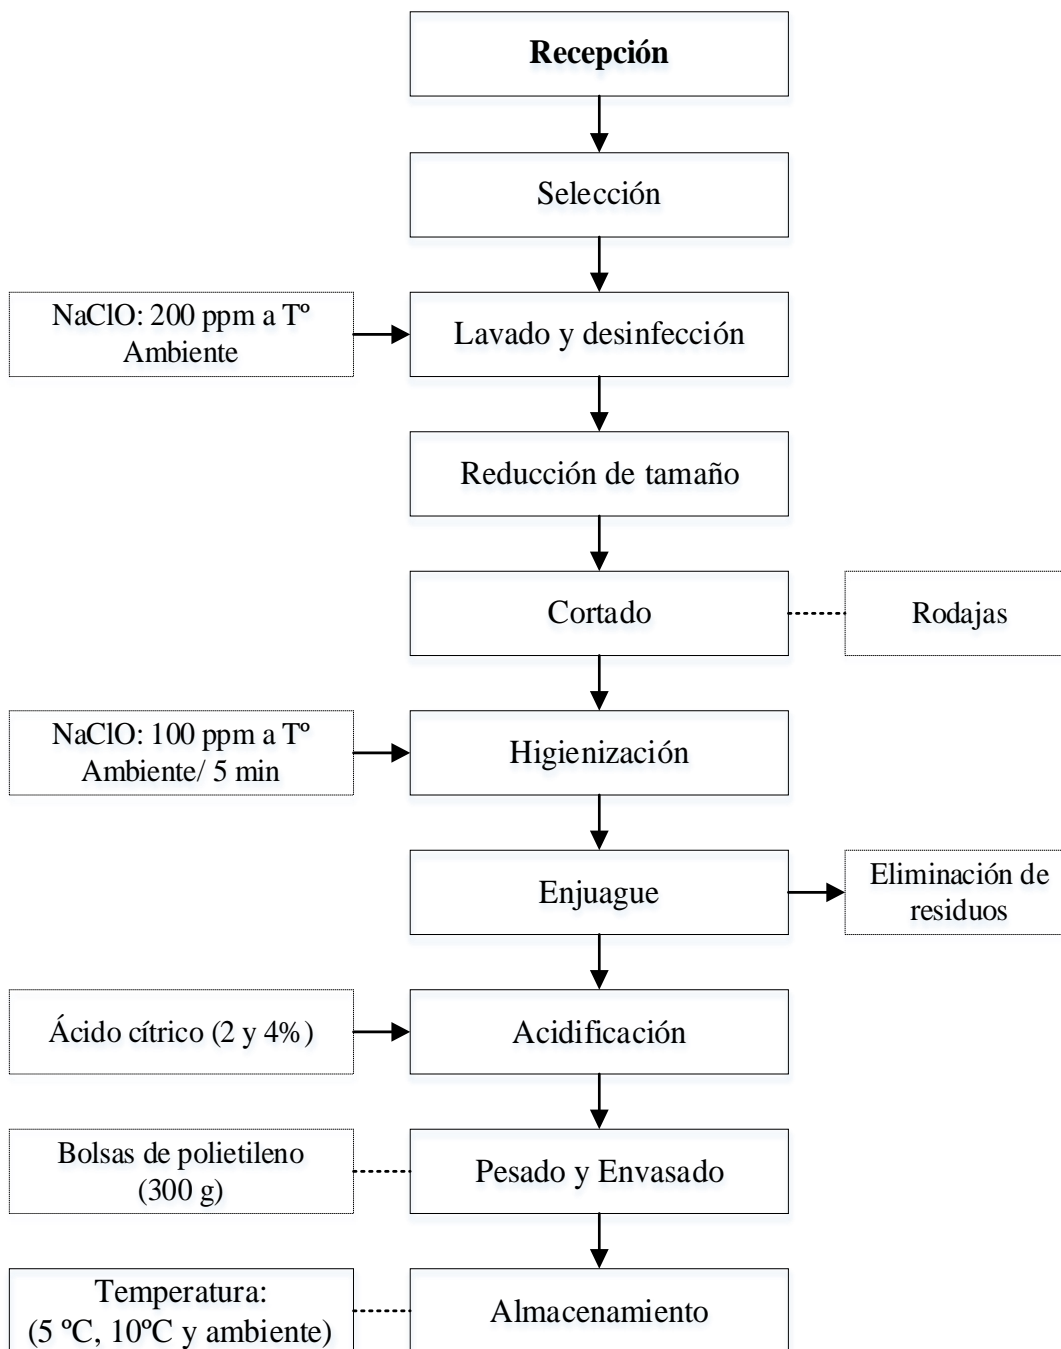 Recepción
Selección
NaClO: 200 ppm a Tº
Ambiente
Lavado y desinfección
Reducción de tamaño
Cortado
Rodajas
NaClO: 100 ppm a Tº
Ambiente/ 5 min
Higienización
Enjuague
Eliminación de
residuos
Ácido cítrico (2 y 4%)
Acidificación
Bolsas de polietileno
(300 g)
Pesado y Envasado
Temperatura:
(5 ºC, 10ºC y ambiente)
Almacenamiento